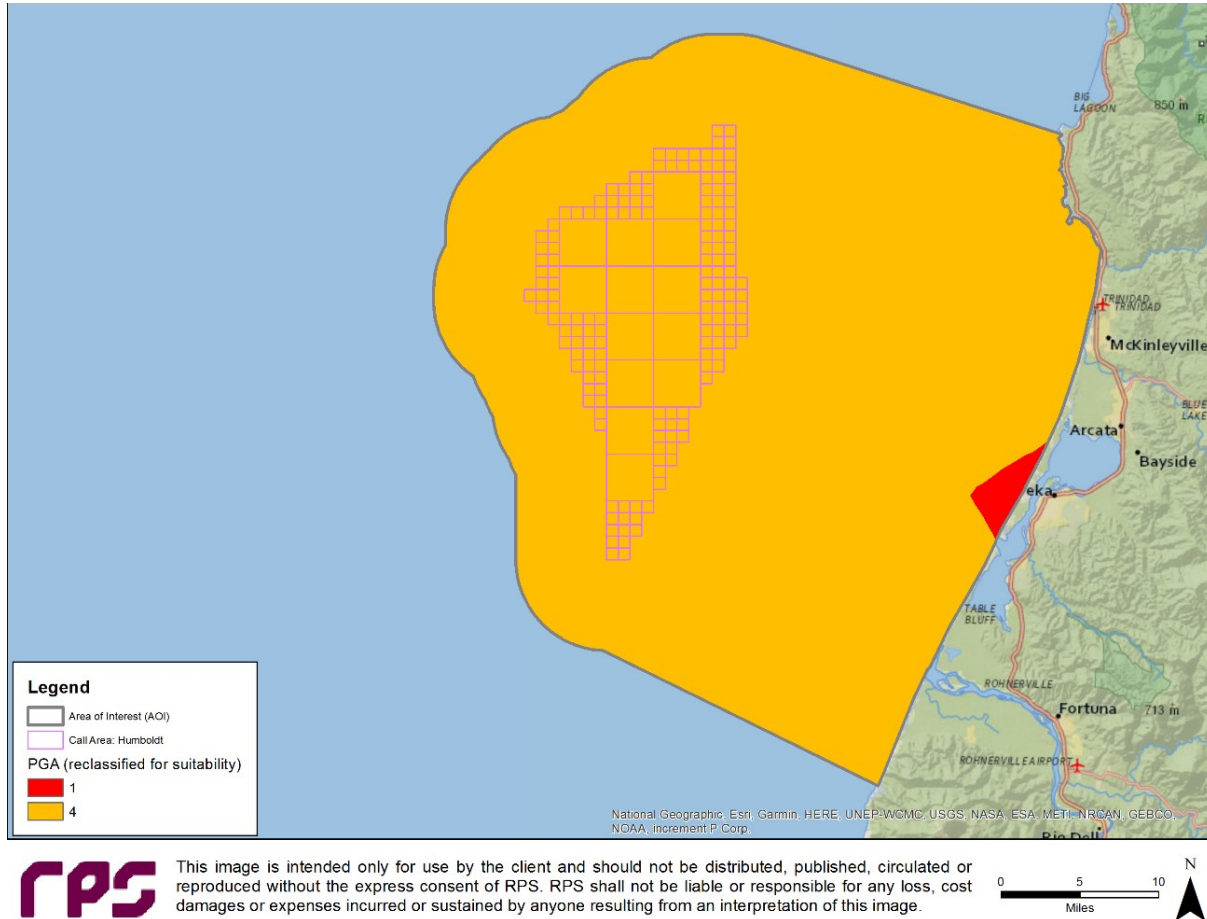 BIG
LAGOON
850 m
TRINIDAD
TRINIDAD
McKinleyville
BLUE
LAKE
Arcata
Bayside
eka
TABLE
BLUFF
ROHNERVILLE
Fortuna
713 m
ROHNERVILLE AIRPORT
Rio Dell
Legend
Area of Interest (AOI)
Call Area: Humboldt
PGA (reclassified for suitability)
1
4
National Geographic, Esri, Garmin, HERE, UNEP-WCMC, USGS, NASA, ESA, METI, NRCAN, GEBCO,
NOAA, increment P Corp.
rps
This image is intended only for use by the client and should not be distributed, published, circulated or
reproduced without the express consent of RPS. RPS shall not be liable or responsible for any loss, cost
damages or expenses incurred or sustained by anyone resulting from an interpretation of this image.
0 5 10
Miles
N